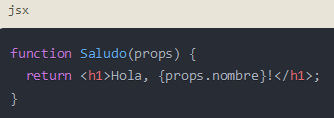 jsx
function Saludo(props) {
  return <h1>Hola, {props.nombre}!</h1>;
}